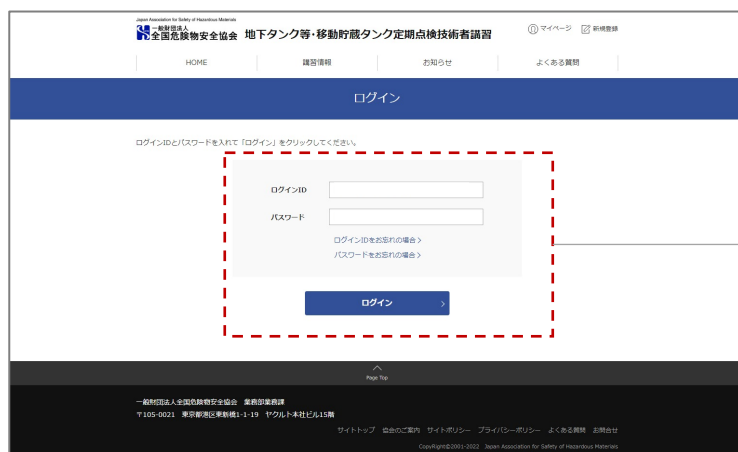 Japan Association for Safety of Hazardous Materials
一般財団法人
全国危険物安全協会 地下タンク等・移動貯蔵タンク定期点検技術者講習
マイページ 新規登録
HOME 講習情報 お知らせ よくある質問
ログイン
ログインIDとパスワードを入れて「ログイン」をクリックしてください。
ログインID
パスワード
ログインIDをお忘れの場合 >
パスワードをお忘れの場合 >
ログイン >
Page Top
一般財団法人全国危険物安全協会 業務部業務課
〒105-0021 東京都港区東新橋1-1-19 ヤクルト本社ビル15階
サイトトップ 協会のご案内 サイトポリシー プライバシーポリシー よくある質問 お問合せ
CopyRight©2001-2022 Japan Association for Safety of Hazardous Materials